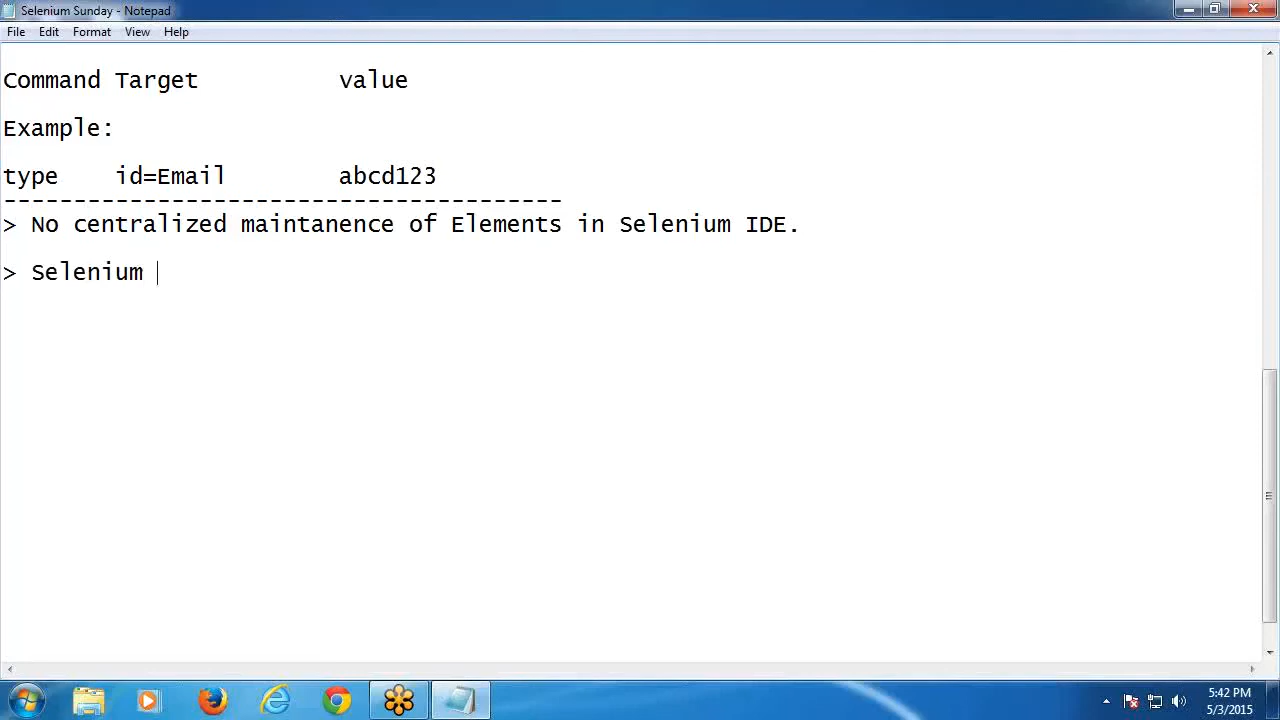 Selenium Sunday - Notepad
File Edit Format View Help
Command Target value
Example:
type id=Email abcd123
----------------------------------------
> No centralized maintanence of Elements in Selenium IDE.
> Selenium
5:42 PM
5/3/2015